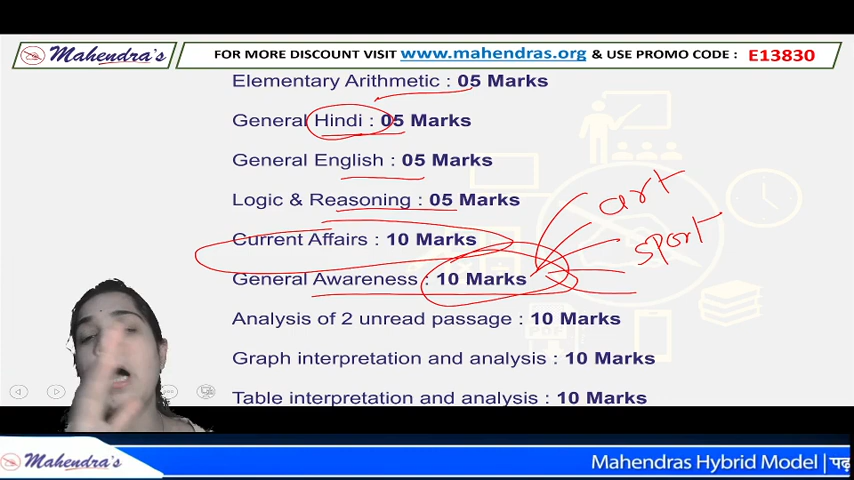 Mahendra's FOR MORE DISCOUNT VISIT www.mahendras.org & USE PROMO CODE : E13830
Elementary Arithmetic : 05 Marks
General Hindi : 05 Marks
General English : 05 Marks
Logic & Reasoning : 05 Marks
art
Current Affairs : 10 Marks
sport
General Awareness : 10 Marks
Analysis of 2 unread passage : 10 Marks
Graph interpretation and analysis : 10 Marks
Table interpretation and analysis : 10 Marks
Mahendra's Mahendras Hybrid Model | पढ़